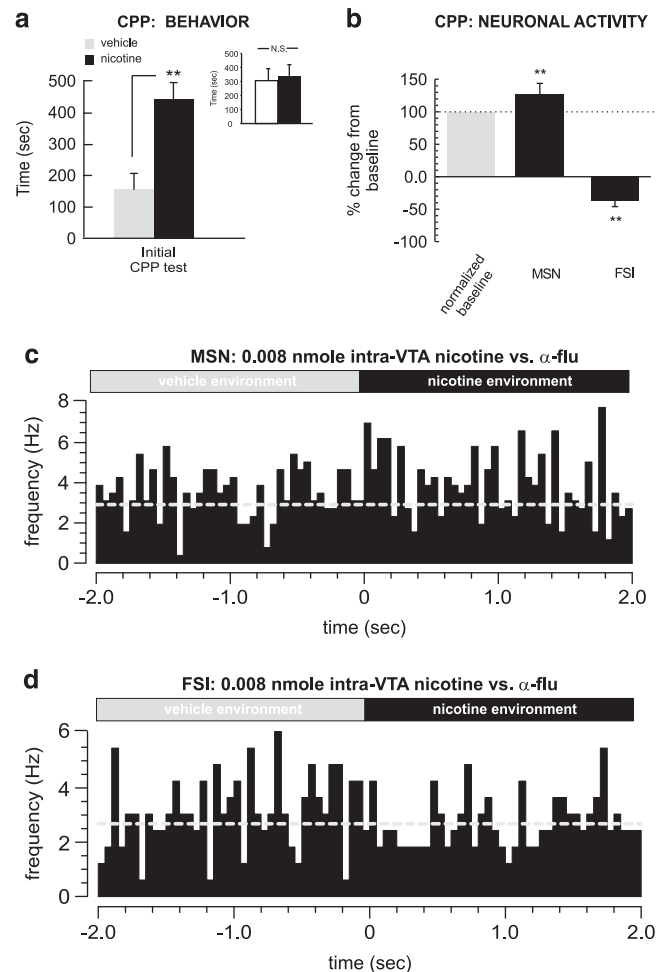 a
CPP: BEHAVIOR
vehicle
nicotine
**
500
400
300
200
100
0
Time (sec)
Initial
CPP test
N.S.
500
400
300
200
100
0
Time (sec)
b
CPP: NEURONAL ACTIVITY
150
100
50
0.0
-50
-100
% change from
baseline
**
**
normalized
baseline
MSN
FSI
c
MSN: 0.008 nmole intra-VTA nicotine vs. α-flu
vehicle environment
nicotine environment
8
6
4
2
0
frequency (Hz)
-2.0
-1.0
0
1.0
2.0
time (sec)
d
FSI: 0.008 nmole intra-VTA nicotine vs. α-flu
vehicle environment
nicotine environment
6
4
2
0
frequency (Hz)
-2.0
-1.0
0
1.0
2.0
time (sec)